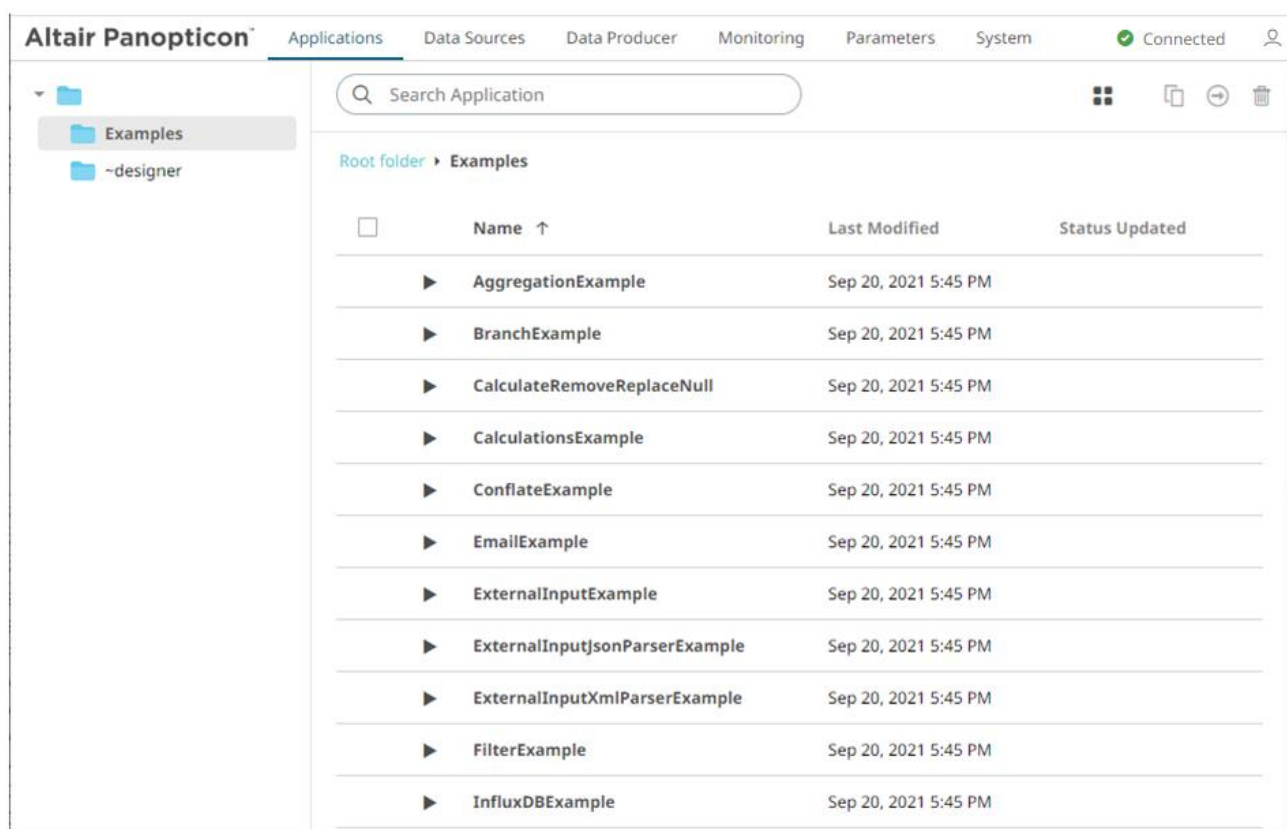 Altair Panopticon™ Applications Data Sources Data Producer Monitoring Parameters System Connected
Search Application
Examples
~designer
Root folder Examples
Name Last Modified Status Updated
AggregationExample Sep 20, 2021 5:45 PM
BranchExample Sep 20, 2021 5:45 PM
CalculateRemoveReplaceNull Sep 20, 2021 5:45 PM
CalculationsExample Sep 20, 2021 5:45 PM
ConflateExample Sep 20, 2021 5:45 PM
EmailExample Sep 20, 2021 5:45 PM
ExternalInputExample Sep 20, 2021 5:45 PM
ExternalInputJsonParserExample Sep 20, 2021 5:45 PM
ExternalInputXmlParserExample Sep 20, 2021 5:45 PM
FilterExample Sep 20, 2021 5:45 PM
InfluxDBExample Sep 20, 2021 5:45 PM